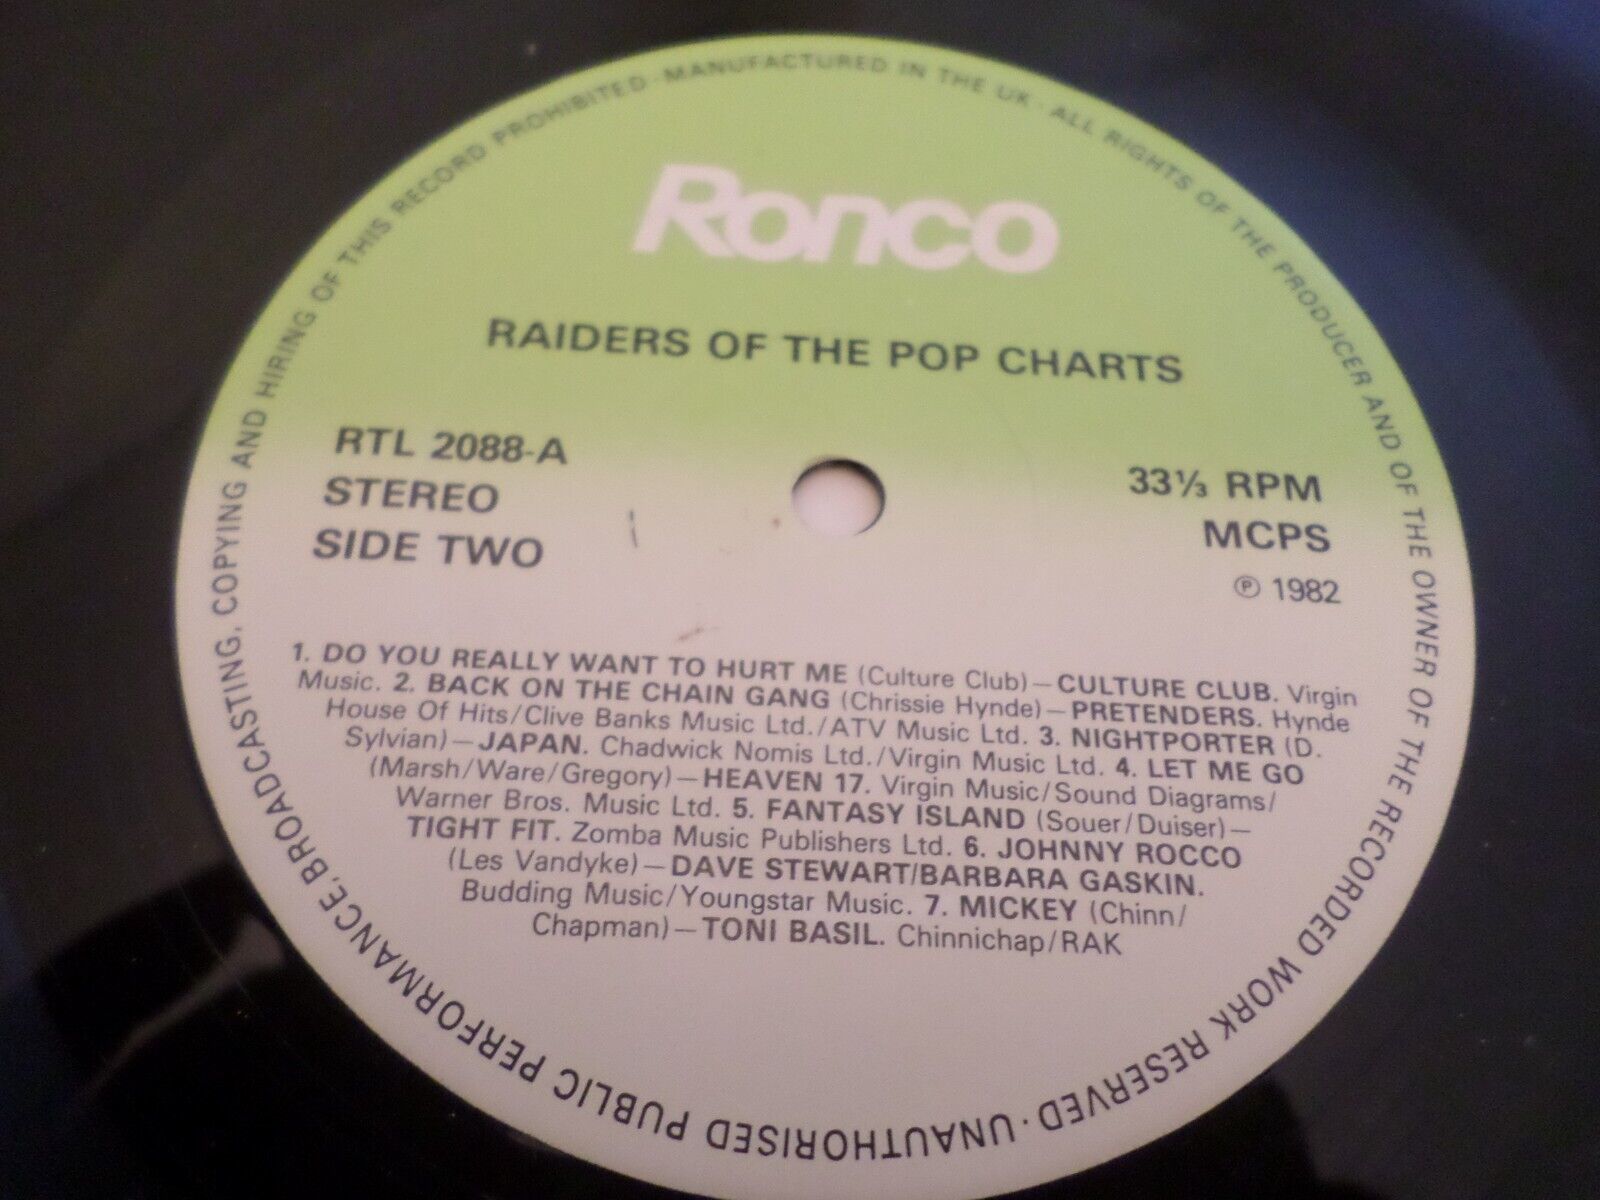 Ronco
RAIDERS OF THE POP CHARTS
RTL 2088-A
STEREO
SIDE TWO
33⅓ RPM
MCPS
℗ 1982
1. DO YOU REALLY WANT TO HURT ME (Culture Club)—CULTURE CLUB. Virgin
Music. 2. BACK ON THE CHAIN GANG (Chrissie Hynde)—PRETENDERS. Hynde
House Of Hits/Clive Banks Music Ltd./ATV Music Ltd. 3. NIGHTPORTER (D.
Sylvian)—JAPAN. Chadwick Nomis Ltd./Virgin Music Ltd. 4. LET ME GO
(Marsh/Ware/Gregory)—HEAVEN 17. Virgin Music/Sound Diagrams/
Warner Bros. Music Ltd. 5. FANTASY ISLAND (Souer/Duiser)—
TIGHT FIT. Zomba Music Publishers Ltd. 6. JOHNNY ROCCO
(Les Vandyke)—DAVE STEWART/BARBARA GASKIN.
Budding Music/Youngstar Music. 7. MICKEY (Chinn/
Chapman)—TONI BASIL. Chinnichap/RAK
MANUFACTURED IN THE UK · ALL RIGHTS OF THE PRODUCER AND OF THE OWNER OF THE RECORDED WORK RESERVED · UNAUTHORISED PUBLIC PERFORMANCE, BROADCASTING, COPYING AND HIRING OF THIS RECORD PROHIBITED ·